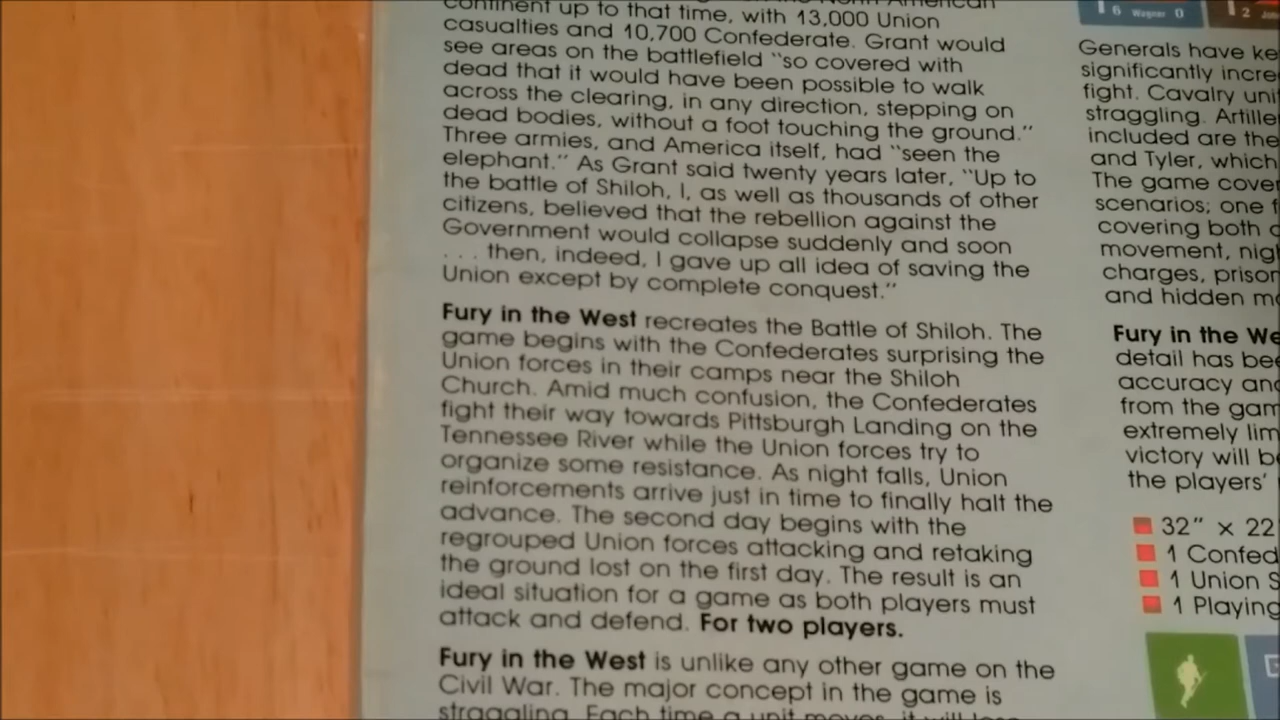 continent up to that time, with 13,000 Union
casualties and 10,700 Confederate. Grant would
see areas on the battlefield "so covered with
dead that it would have been possible to walk
across the clearing, in any direction, stepping on
dead bodies, without a foot touching the ground."
Three armies, and America itself, had "seen the
elephant." As Grant said twenty years later, "Up to
the battle of Shiloh, I, as well as thousands of other
citizens, believed that the rebellion against the
Government would collapse suddenly and soon
. . . then, indeed, I gave up all idea of saving the
Union except by complete conquest."
Fury in the West recreates the Battle of Shiloh. The
game begins with the Confederates surprising the
Union forces in their camps near the Shiloh
Church. Amid much confusion, the Confederates
fight their way towards Pittsburgh Landing on the
Tennessee River while the Union forces try to
organize some resistance. As night falls, Union
reinforcements arrive just in time to finally halt the
advance. The second day begins with the
regrouped Union forces attacking and retaking
the ground lost on the first day. The result is an
ideal situation for a game as both players must
attack and defend. For two players.
Fury in the West is unlike any other game on the
Civil War. The major concept in the game is
straggling. Each time a unit moves, it will
6 Wagner 0
2
Generals have
significantly
fight. Cavalry
straggling.
included are the
and Tyler, which
The game
scenarios; one
covering both
movement,
charges,
and hidden
Fury in the
detail has
accuracy
from the
extremely
victory will
the players'
32" x 22
1
1 Union
1 Playing